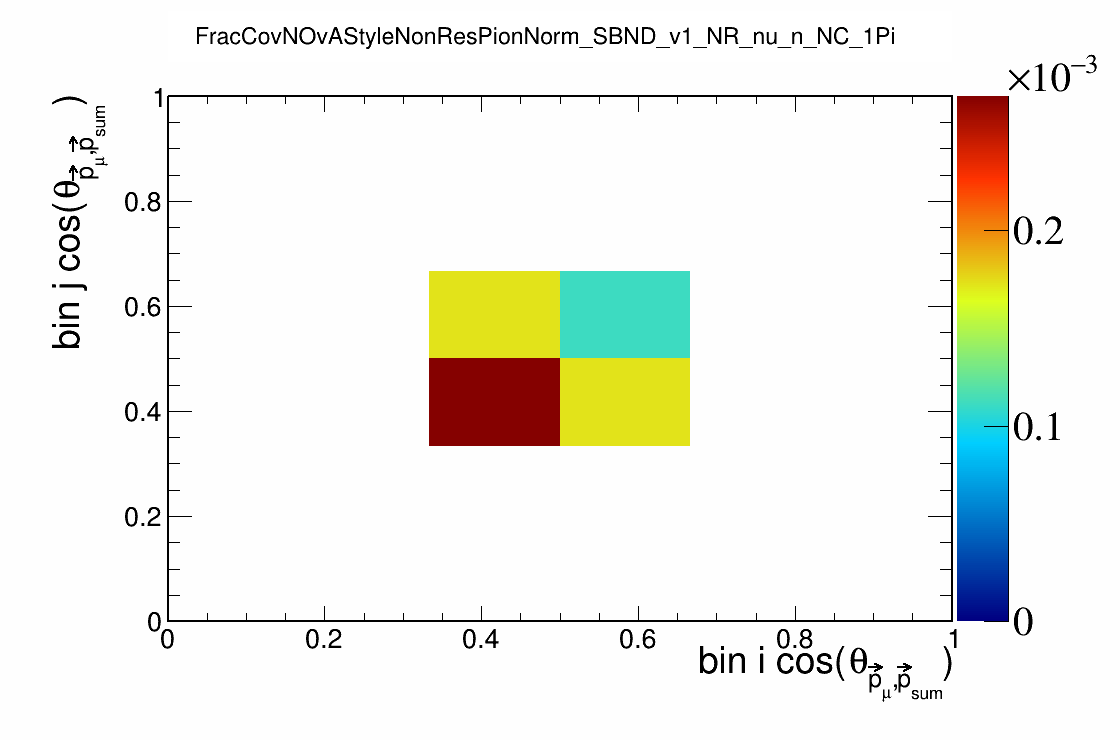 FracCovNOvAStyleNonResPionNorm_SBND_v1_NR_nu_n_NC_1Pi
×10⁻³
bin j cos(θ_{p⃗_μ,p⃗_sum})
1
0.8
0.6
0.4
0.2
0
0 0.2 0.4 0.6 0.8 1
bin i cos(θ_{p⃗_μ,p⃗_sum})
0.2
0.1
0